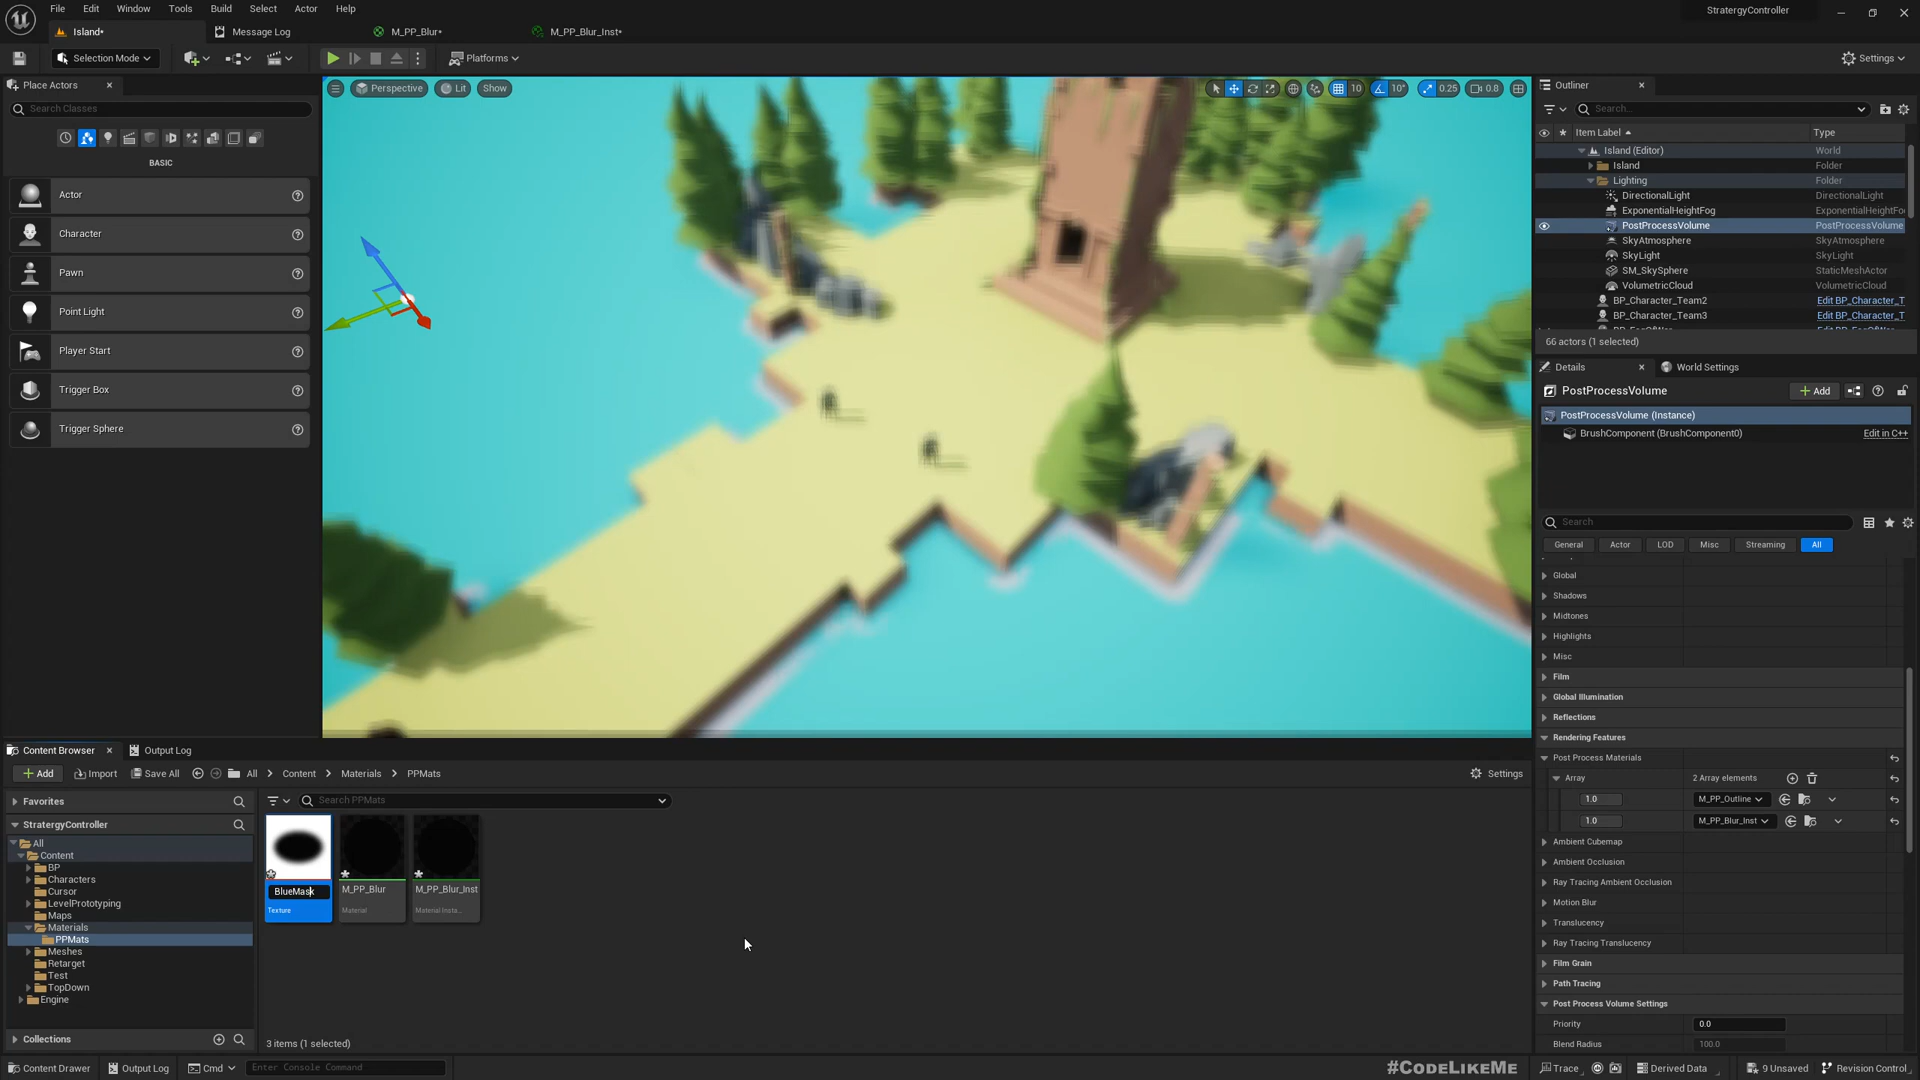 File Edit Window Tools Build Select Actor Help
StratergyController
Island* Message Log M_PP_Blur* M_PP_Blur_Inst*
Selection Mode Platforms Settings
Place Actors
Search Classes
BASIC
Actor
Character
Pawn
Point Light
Player Start
Trigger Box
Trigger Sphere
Perspective Lit Show
10 10° 0.25 0.8
Outliner
Search...
Item Label Type
Island (Editor) World
Island Folder
Lighting Folder
DirectionalLight DirectionalLight
ExponentialHeightFog ExponentialHeightFo
PostProcessVolume PostProcessVolume
SkyAtmosphere SkyAtmosphere
SkyLight SkyLight
SM_SkySphere StaticMeshActor
VolumetricCloud VolumetricCloud
BP_Character_Team2 Edit BP_Character_T
BP_Character_Team3 Edit BP_Character_T
66 actors (1 selected)
Details World Settings
PostProcessVolume Add
PostProcessVolume (Instance)
BrushComponent (BrushComponent0) Edit in C++
Search
General Actor LOD Misc Streaming All
Global
Shadows
Midtones
Highlights
Misc
Film
Global Illumination
Reflections
Rendering Features
Post Process Materials
Array 2 Array elements
1.0 M_PP_Outline
1.0 M_PP_Blur_Inst
Ambient Cubemap
Ambient Occlusion
Ray Tracing Ambient Occlusion
Motion Blur
Translucency
Ray Tracing Translucency
Film Grain
Path Tracing
Post Process Volume Settings
Priority 0.0
Blend Radius 100.0
Content Browser Output Log
Add Import Save All All Content Materials PPMats Settings
Favorites
StratergyController
All
Content
BP
Characters
Cursor
LevelPrototyping
Maps
Materials
PPMats
Meshes
Retarget
Test
TopDown
Engine
Collections
Search PPMats
BlueMask M_PP_Blur M_PP_Blur_Inst
Texture Material Material Insta...
3 items (1 selected)
#CodeLikeMe
Content Drawer Output Log Cmd Enter Console Command Trace Derived Data 9 Unsaved Revision Control